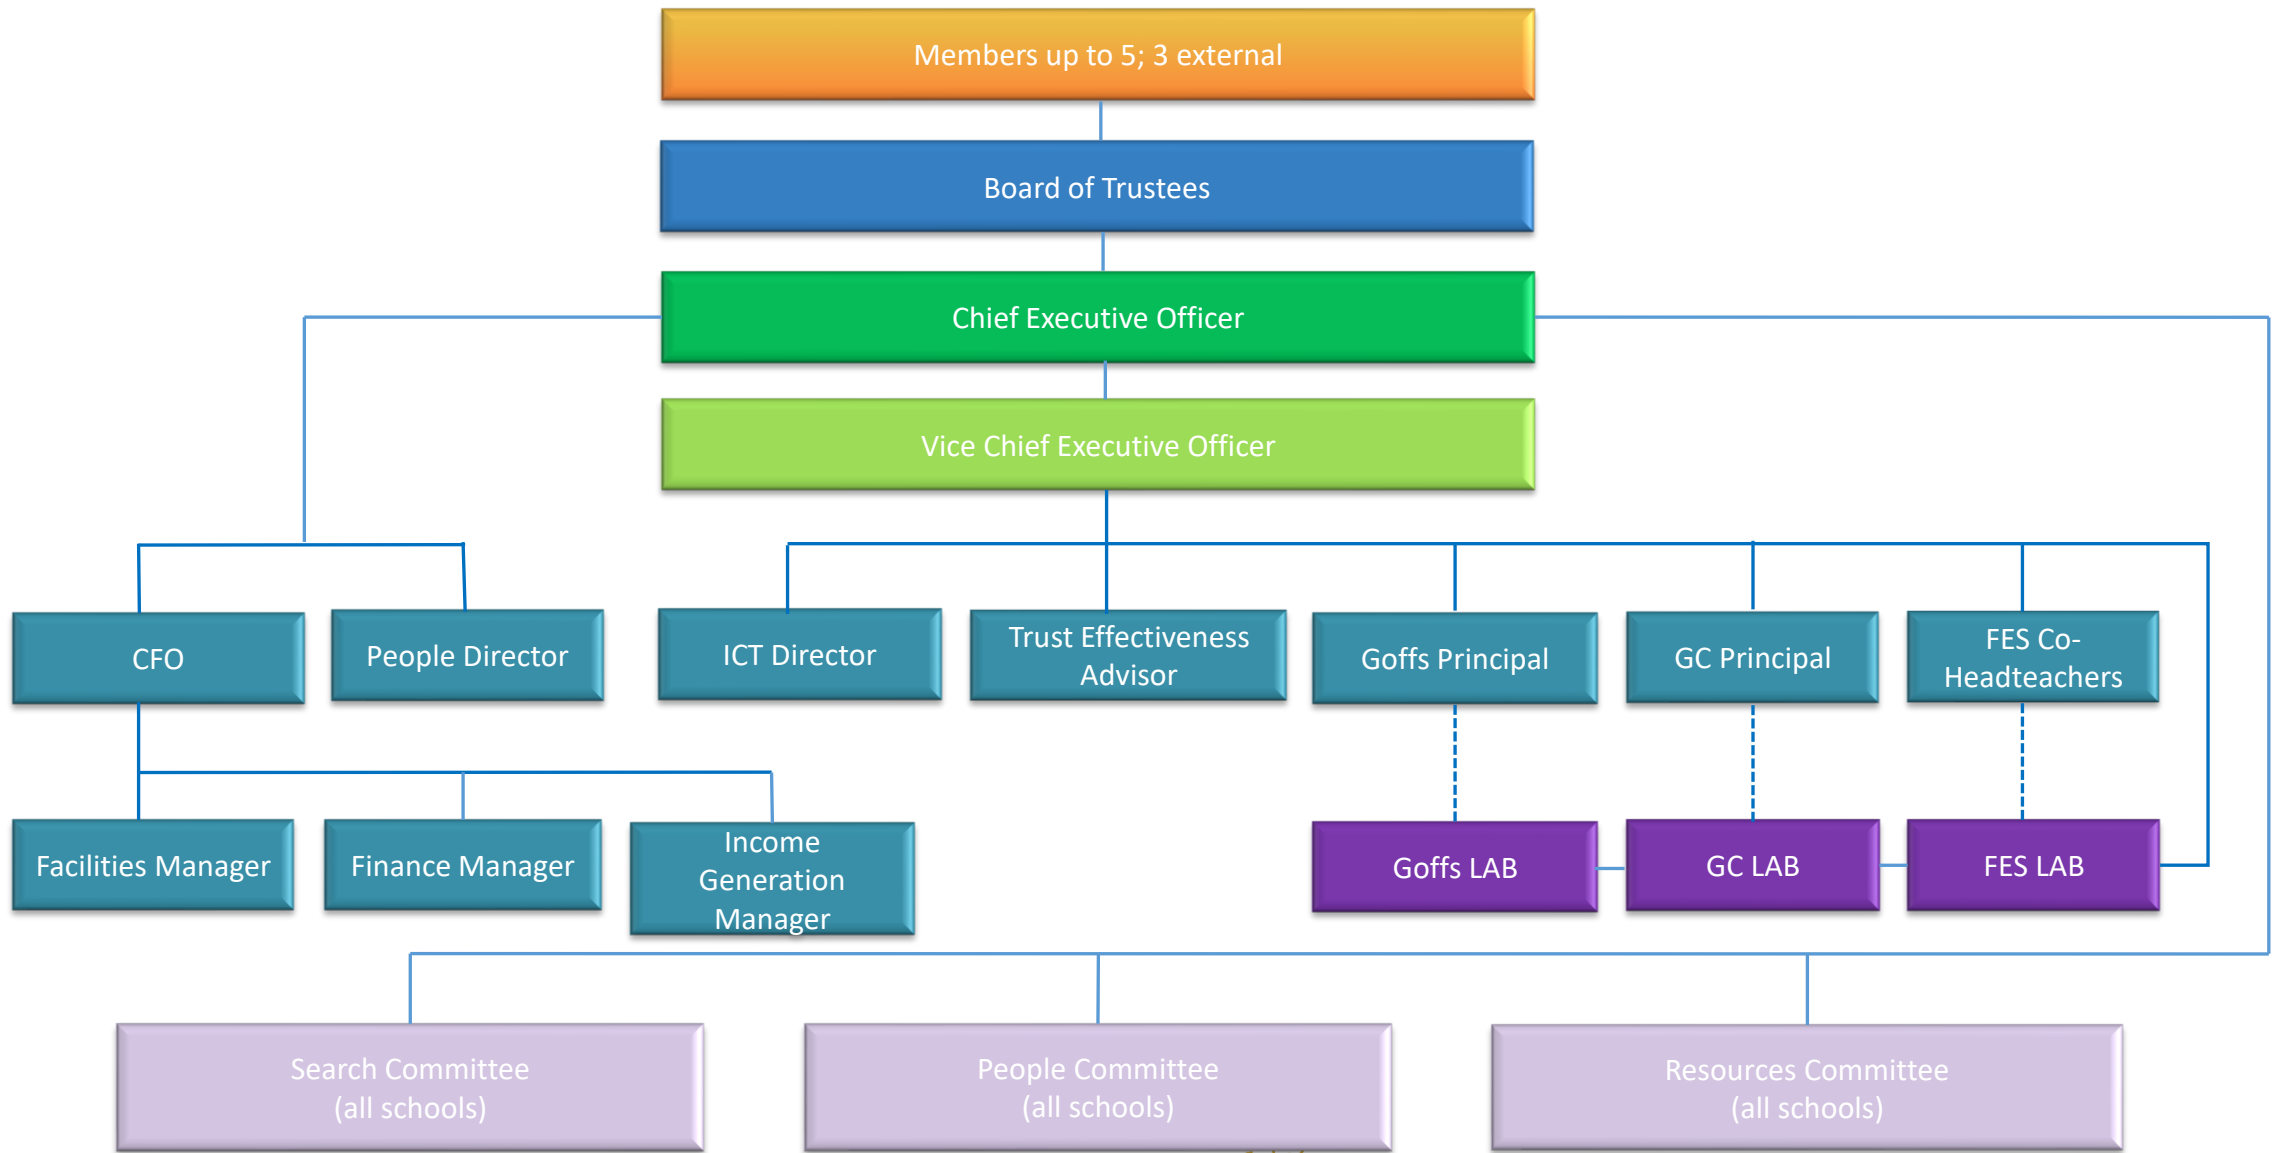 Members up to 5; 3 external
Board of Trustees
Chief Executive Officer
Vice Chief Executive Officer
CFO
People Director
ICT Director
Trust Effectiveness
Advisor
Goffs Principal
GC Principal
FES Co-
Headteachers
Facilities Manager
Finance Manager
Income
Generation
Manager
Goffs LAB
GC LAB
FES LAB
Search Committee
(all schools)
People Committee
(all schools)
Resources Committee
(all schools)